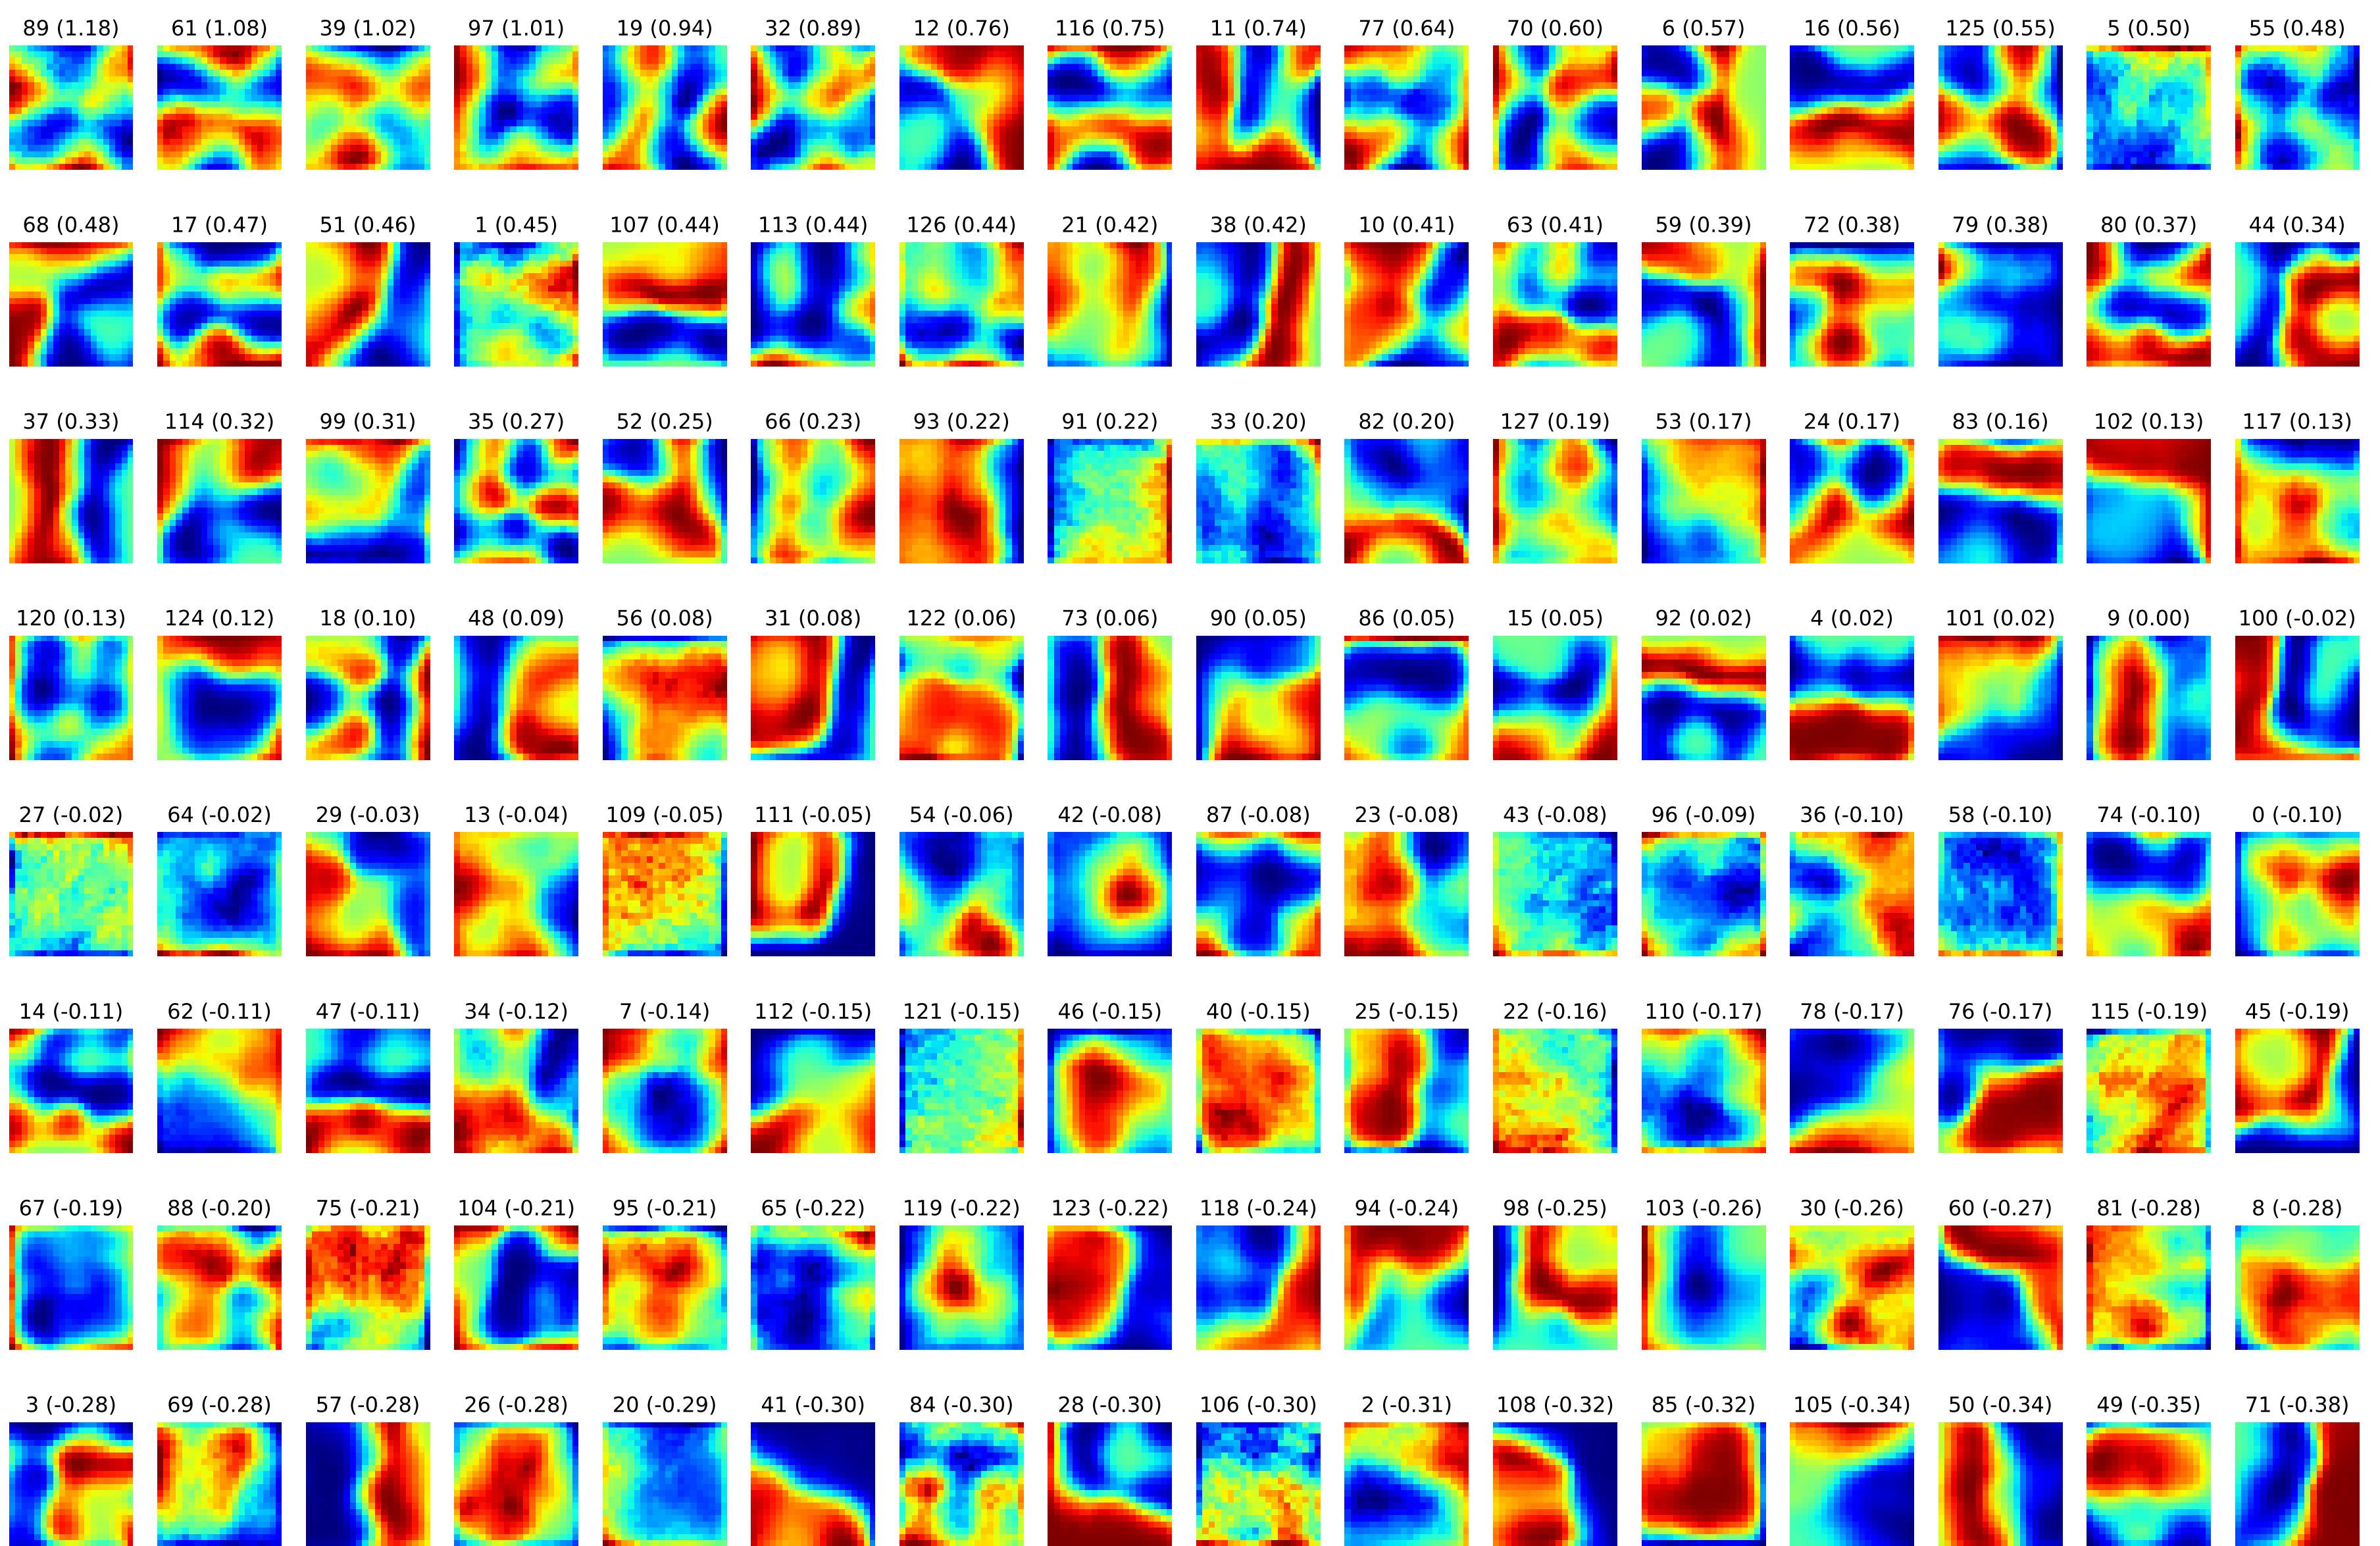 89 (1.18) 61 (1.08) 39 (1.02) 97 (1.01) 19 (0.94) 32 (0.89) 12 (0.76) 116 (0.75) 11 (0.74) 77 (0.64) 70 (0.60) 6 (0.57) 16 (0.56) 125 (0.55) 5 (0.50) 55 (0.48)
68 (0.48) 17 (0.47) 51 (0.46) 1 (0.45) 107 (0.44) 113 (0.44) 126 (0.44) 21 (0.42) 38 (0.42) 10 (0.41) 63 (0.41) 59 (0.39) 72 (0.38) 79 (0.38) 80 (0.37) 44 (0.34)
37 (0.33) 114 (0.32) 99 (0.31) 35 (0.27) 52 (0.25) 66 (0.23) 93 (0.22) 91 (0.22) 33 (0.20) 82 (0.20) 127 (0.19) 53 (0.17) 24 (0.17) 83 (0.16) 102 (0.13) 117 (0.13)
120 (0.13) 124 (0.12) 18 (0.10) 48 (0.09) 56 (0.08) 31 (0.08) 122 (0.06) 73 (0.06) 90 (0.05) 86 (0.05) 15 (0.05) 92 (0.02) 4 (0.02) 101 (0.02) 9 (0.00) 100 (-0.02)
27 (-0.02) 64 (-0.02) 29 (-0.03) 13 (-0.04) 109 (-0.05) 111 (-0.05) 54 (-0.06) 42 (-0.08) 87 (-0.08) 23 (-0.08) 43 (-0.08) 96 (-0.09) 36 (-0.10) 58 (-0.10) 74 (-0.10) 0 (-0.10)
14 (-0.11) 62 (-0.11) 47 (-0.11) 34 (-0.12) 7 (-0.14) 112 (-0.15) 121 (-0.15) 46 (-0.15) 40 (-0.15) 25 (-0.15) 22 (-0.16) 110 (-0.17) 78 (-0.17) 76 (-0.17) 115 (-0.19) 45 (-0.19)
67 (-0.19) 88 (-0.20) 75 (-0.21) 104 (-0.21) 95 (-0.21) 65 (-0.22) 119 (-0.22) 123 (-0.22) 118 (-0.24) 94 (-0.24) 98 (-0.25) 103 (-0.26) 30 (-0.26) 60 (-0.27) 81 (-0.28) 8 (-0.28)
3 (-0.28) 69 (-0.28) 57 (-0.28) 26 (-0.28) 20 (-0.29) 41 (-0.30) 84 (-0.30) 28 (-0.30) 106 (-0.30) 2 (-0.31) 108 (-0.32) 85 (-0.32) 105 (-0.34) 50 (-0.34) 49 (-0.35) 71 (-0.38)